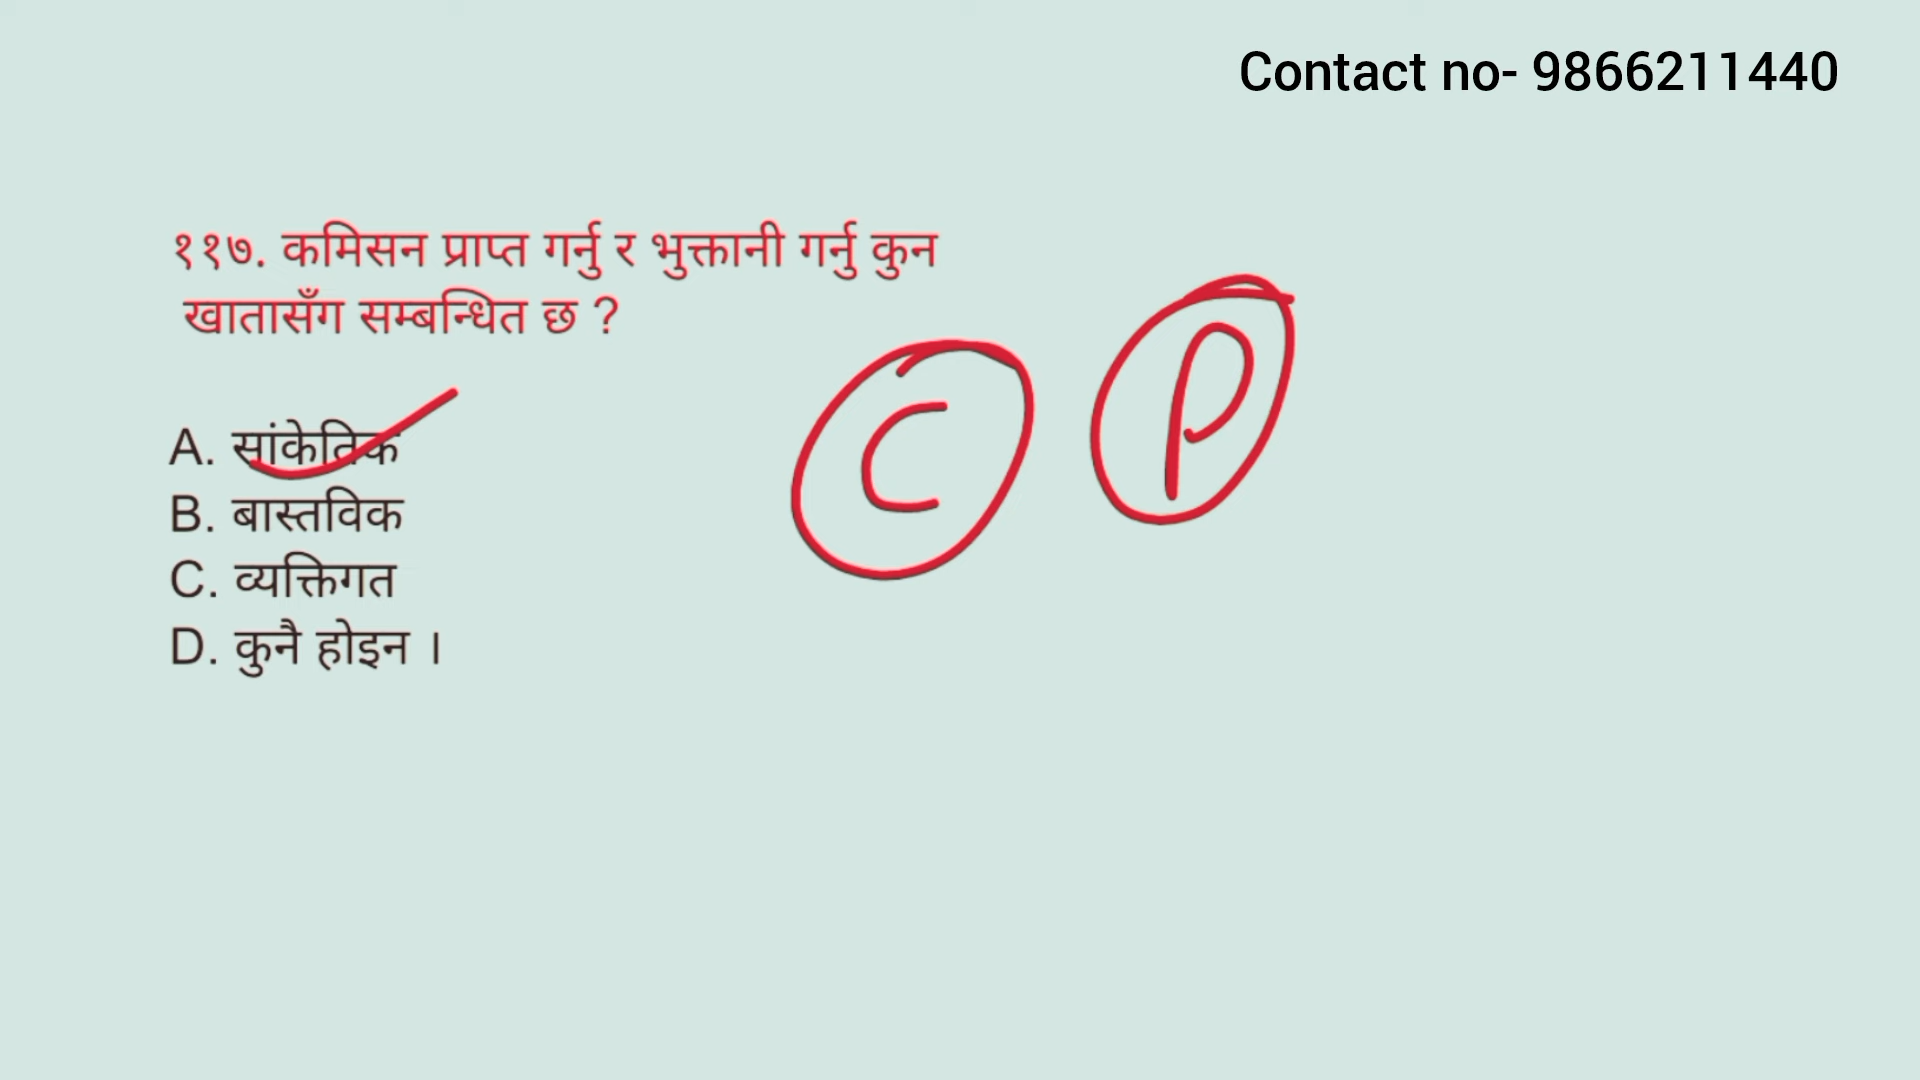 Contact no- 9866211440
११७. कमिसन प्राप्त गर्नु र भुक्तानी गर्नु कुन
खातासँग सम्बन्धित छ ?
C P
A. सांकेतिक
B. बास्तविक
C. व्यक्तिगत
D. कुनै होइन ।